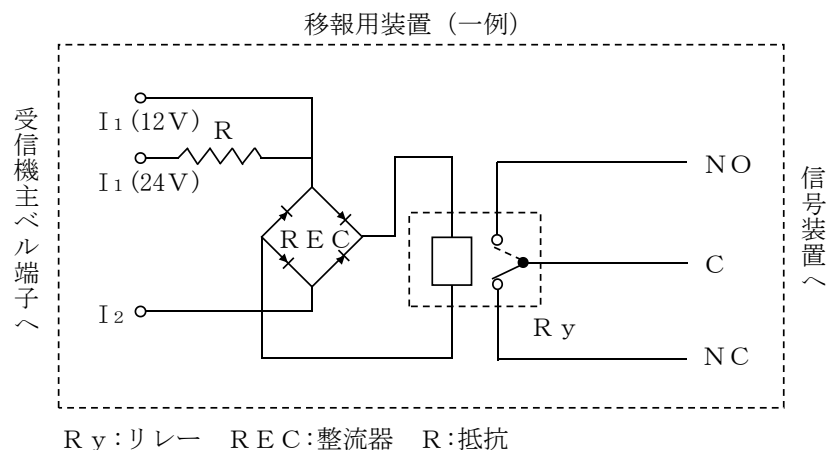 移報用装置（一例）
受信機主ベル端子へ
I₁(12V)
R
I₁(24V)
REC
I₂
Ry
NO
C
NC
信号装置へ
Ry：リレー　REC：整流器　R：抵抗